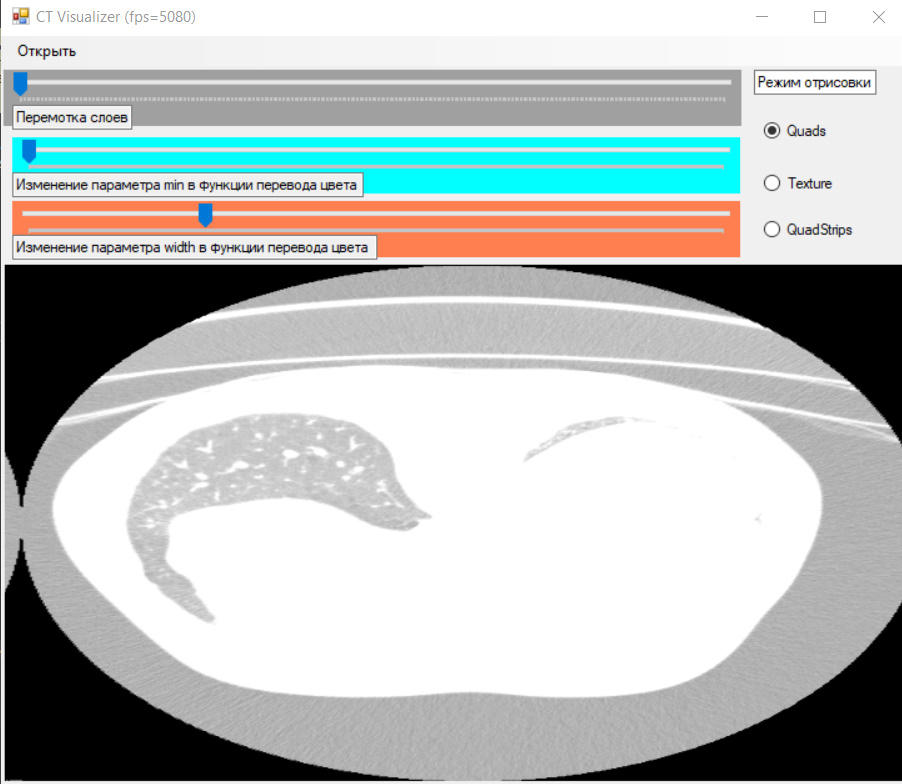 CT Visualizer (fps=5080)
Открыть
Перемотка слоев
Режим отрисовки
Quads
Изменение параметра min в функции перевода цвета
Texture
Изменение параметра width в функции перевода цвета
QuadStrips